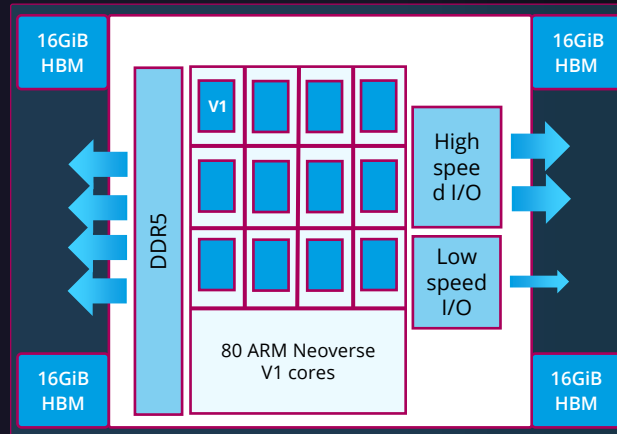 16GiB
HBM
16GiB
HBM
V1
DDR5
High
spee
d I/O
Low
speed
I/O
80 ARM Neoverse
V1 cores
16GiB
HBM
16GiB
HBM